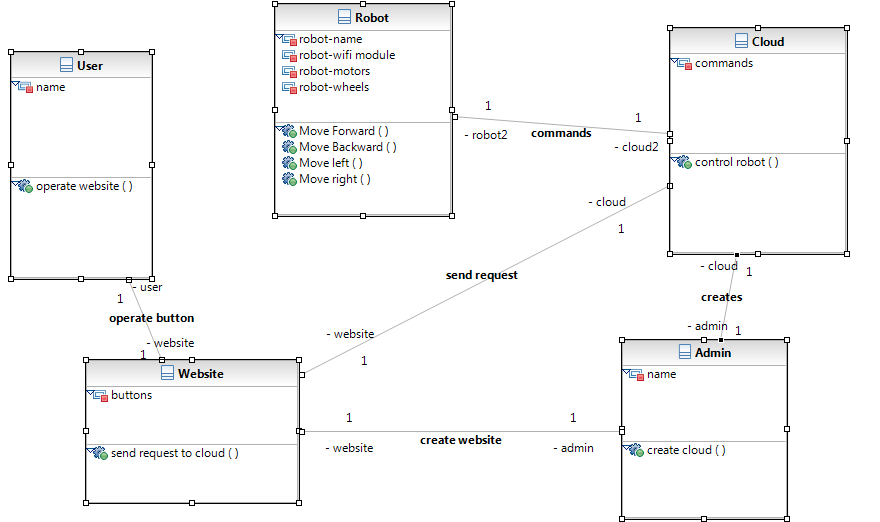 Robot
robot-name
robot-wifi module
robot-motors
robot-wheels
Move Forward ( )
Move Backward ( )
Move left ( )
Move right ( )
Cloud
commands
control robot ( )
User
name
operate website ( )
1
- robot2
commands
1
- cloud2
- cloud
1
send request
- website
1
- user
1
operate button
- website
1
- cloud
1
creates
- admin
1
Website
buttons
send request to cloud ( )
1
- website
create website
1
- admin
Admin
name
create cloud ( )